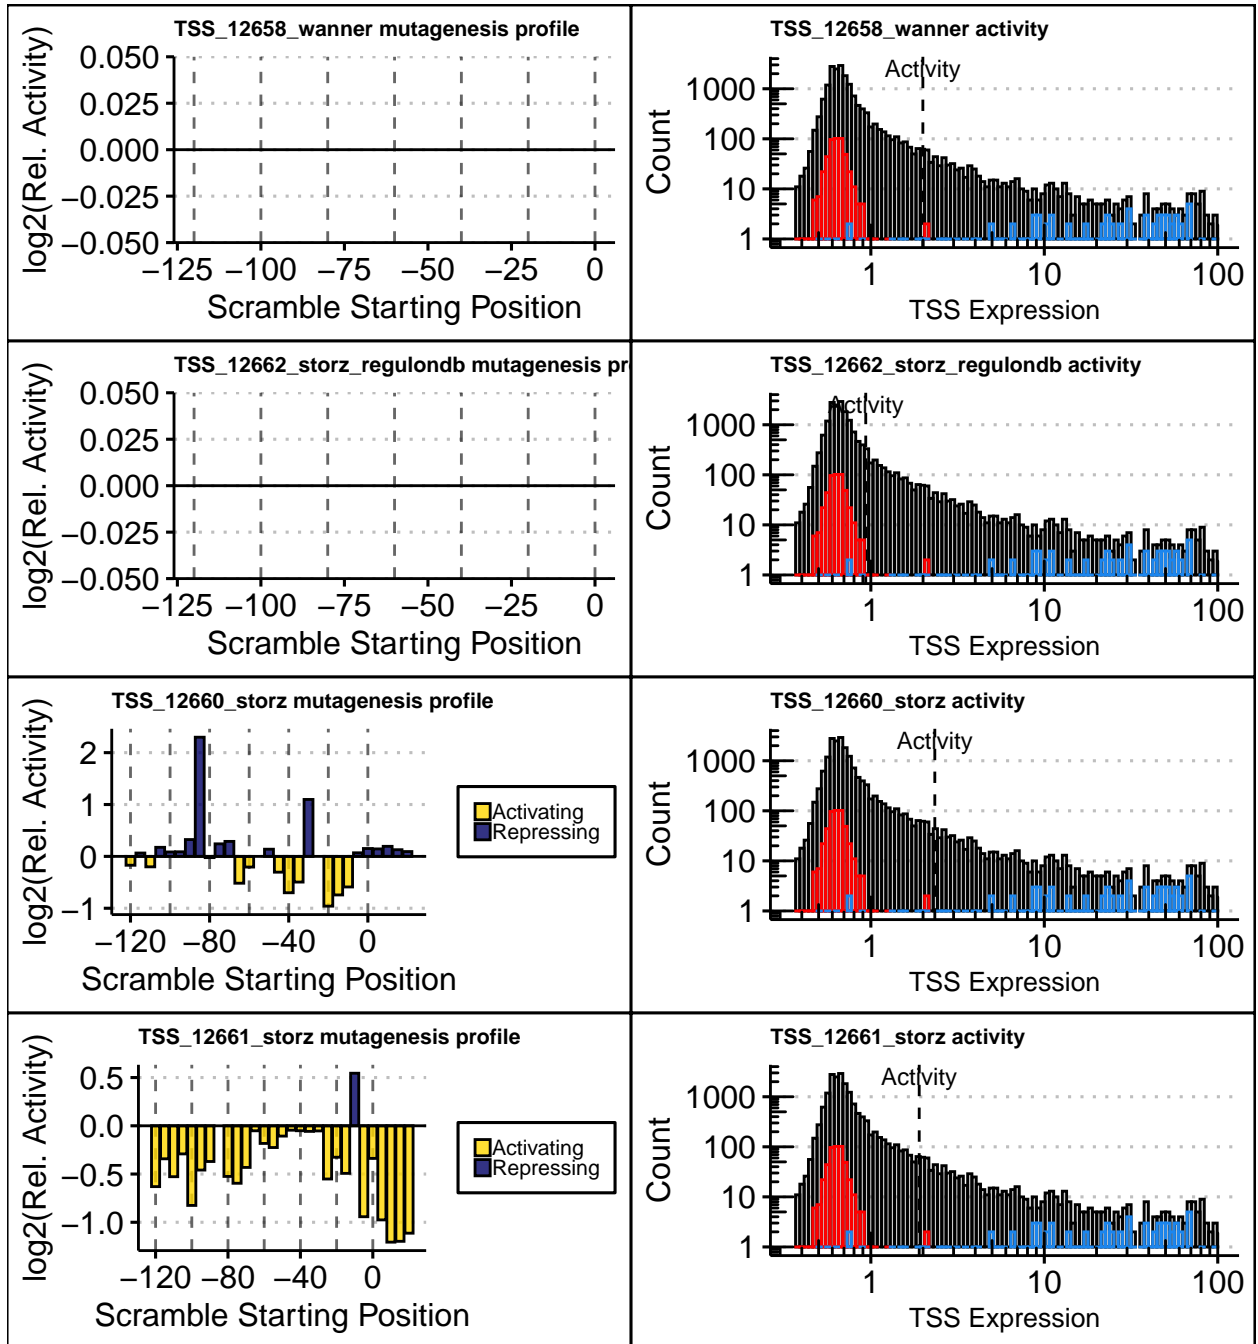 TSS_12658_wanner mutagenesis profile
log2(Rel. Activity)
0.050
0.025
0.000
−0.025
−0.050
−125 −100 −75 −50 −25 0
Scramble Starting Position
TSS_12658_wanner activity
Activity
Count
1000
100
10
1
1 10 100
TSS Expression
TSS_12662_storz_regulondb mutagenesis pr
log2(Rel. Activity)
0.050
0.025
0.000
−0.025
−0.050
−125 −100 −75 −50 −25 0
Scramble Starting Position
TSS_12662_storz_regulondb activity
Activity
Count
1000
100
10
1
1 10 100
TSS Expression
TSS_12660_storz mutagenesis profile
log2(Rel. Activity)
2
1
0
−1
−120 −80 −40 0
Scramble Starting Position
Activating
Repressing
TSS_12660_storz activity
Activity
Count
1000
100
10
1
1 10 100
TSS Expression
TSS_12661_storz mutagenesis profile
log2(Rel. Activity)
0.5
0.0
−0.5
−1.0
−120 −80 −40 0
Scramble Starting Position
Activating
Repressing
TSS_12661_storz activity
Activity
Count
1000
100
10
1
1 10 100
TSS Expression